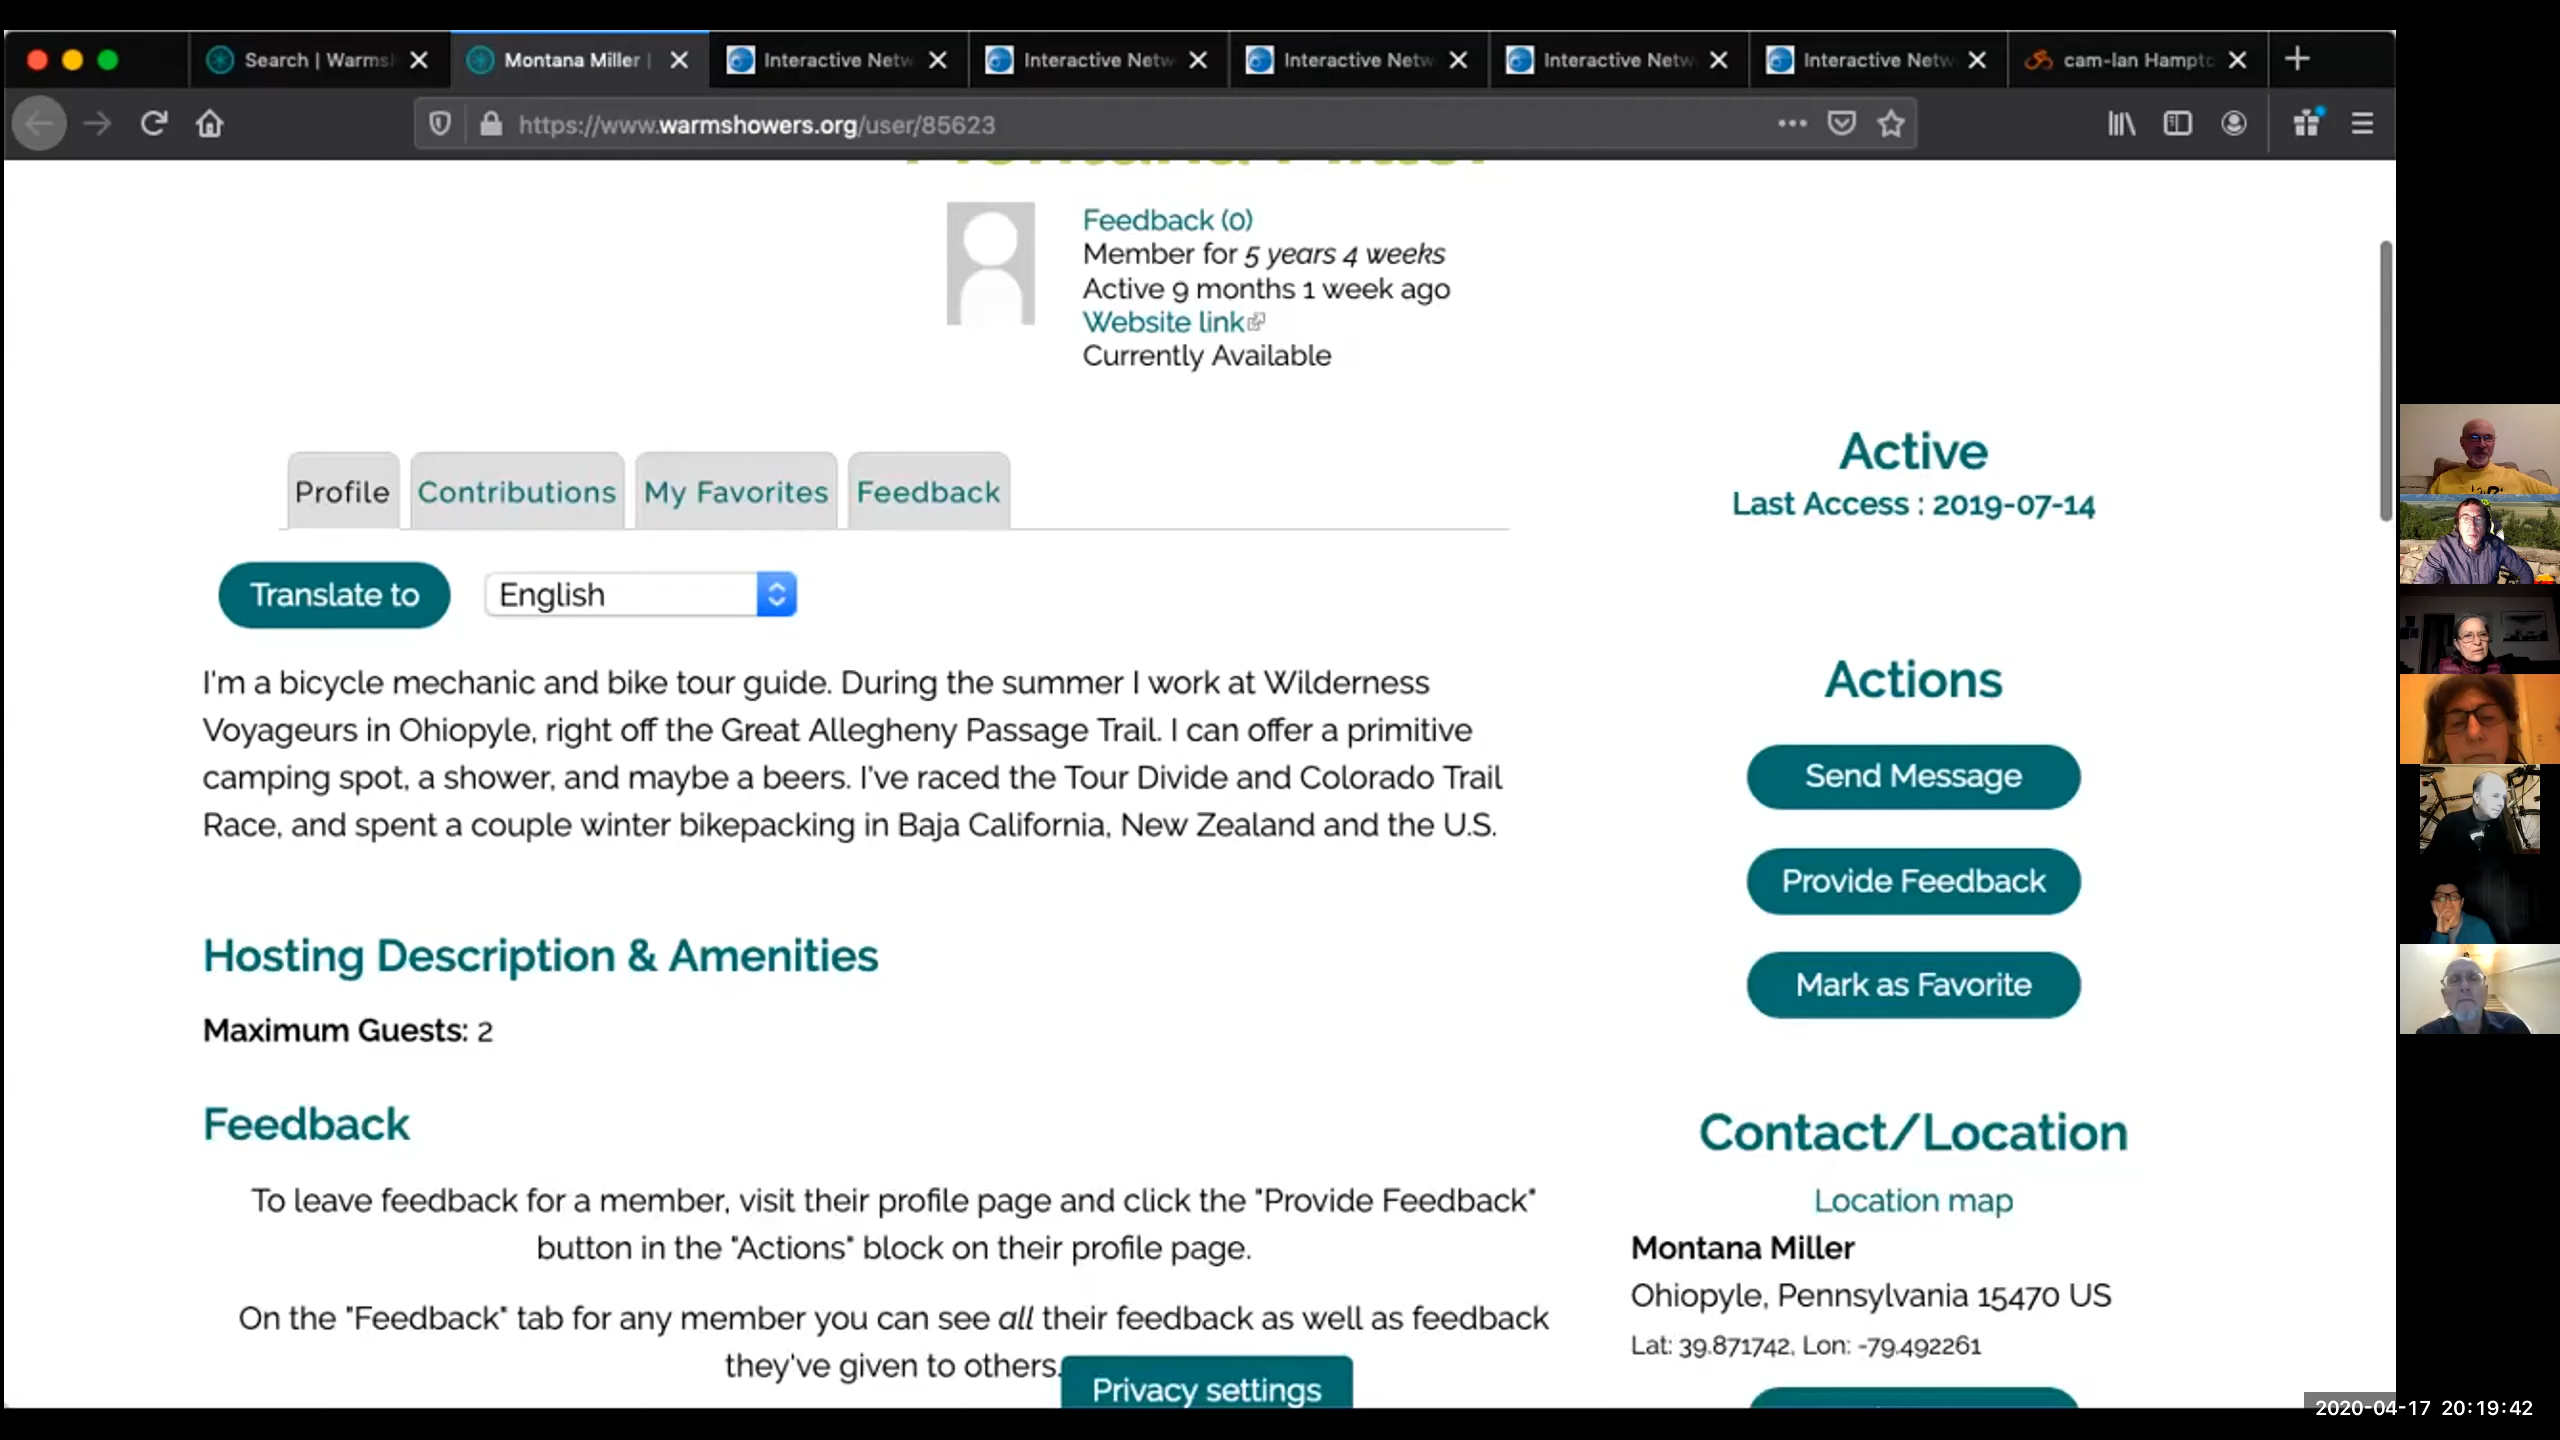 Search | Warms
Montana Miller |
Interactive Netw
Interactive Netw
Interactive Netw
Interactive Netw
Interactive Netw
cam-Ian Hampto
https://www.warmshowers.org/user/85623
Montana Miller
Feedback (0)
Member for 5 years 4 weeks
Active 9 months 1 week ago
Website link
Currently Available
Profile
Contributions
My Favorites
Feedback
Active
Last Access : 2019-07-14
Translate to
English
I'm a bicycle mechanic and bike tour guide. During the summer I work at Wilderness
Voyageurs in Ohiopyle, right off the Great Allegheny Passage Trail. I can offer a primitive
camping spot, a shower, and maybe a beers. I've raced the Tour Divide and Colorado Trail
Race, and spent a couple winter bikepacking in Baja California, New Zealand and the U.S.
Actions
Send Message
Provide Feedback
Mark as Favorite
Hosting Description & Amenities
Maximum Guests: 2
Feedback
To leave feedback for a member, visit their profile page and click the "Provide Feedback"
button in the "Actions" block on their profile page.
On the "Feedback" tab for any member you can see all their feedback as well as feedback
they've given to others.
Privacy settings
Contact/Location
Location map
Montana Miller
Ohiopyle, Pennsylvania 15470 US
Lat: 39.871742, Lon: -79.492261
2020-04-17 20:19:42